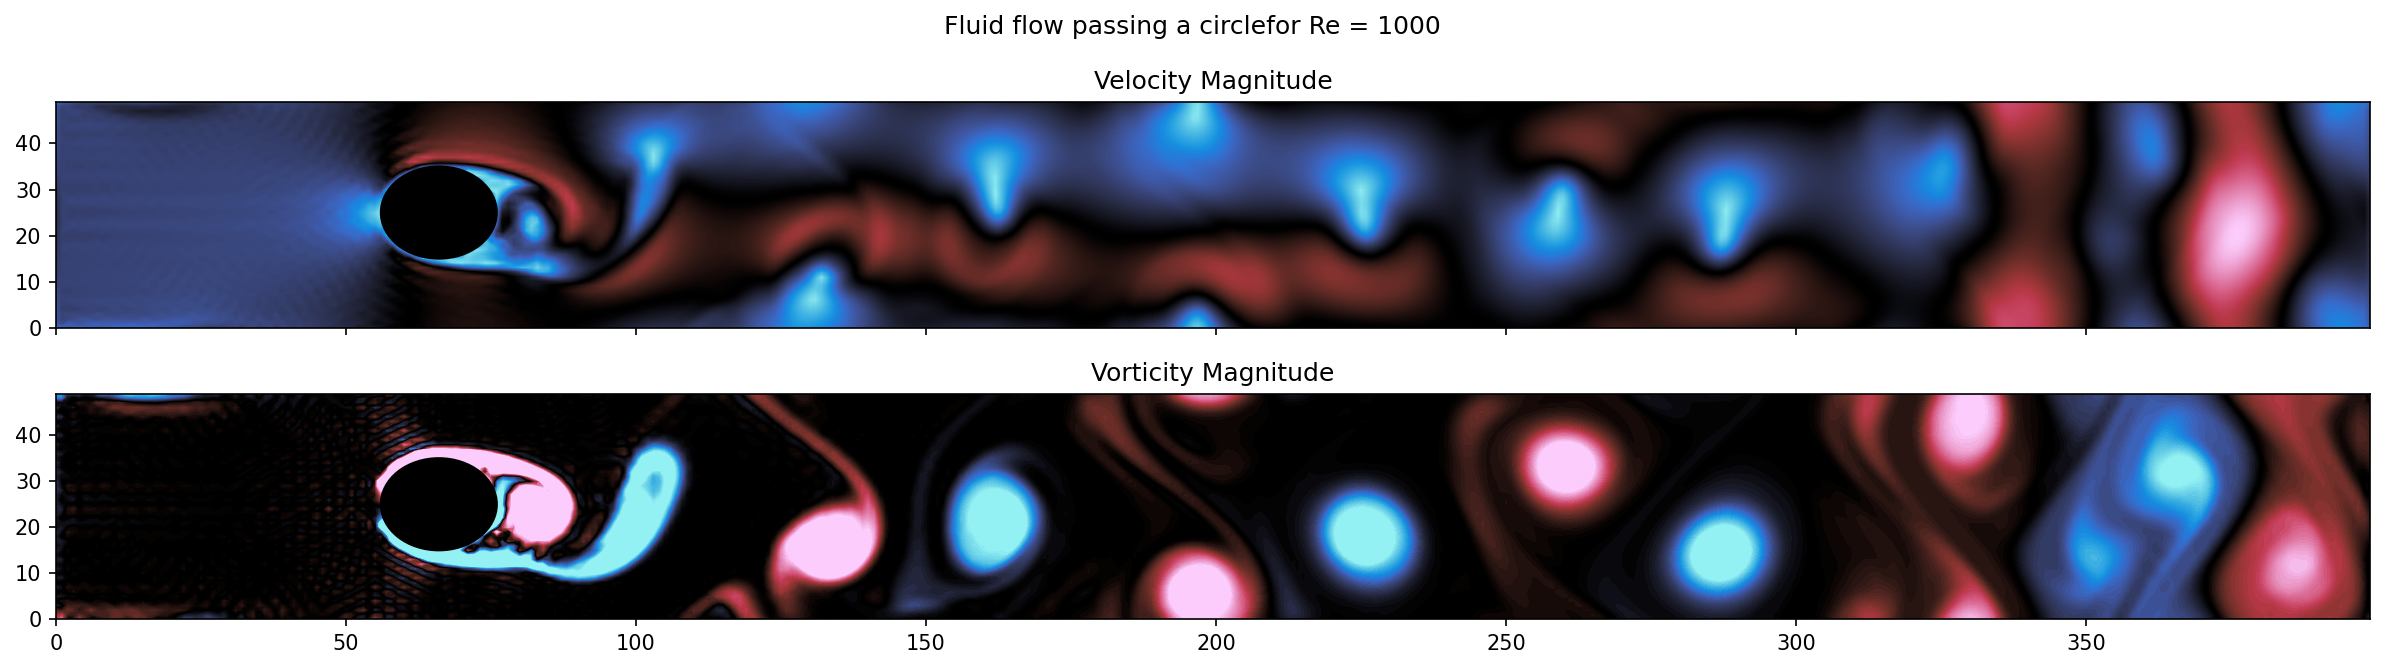 Fluid flow passing a circlefor Re = 1000
Velocity Magnitude
40
30
20
10
0
Vorticity Magnitude
40
30
20
10
0
0 50 100 150 200 250 300 350